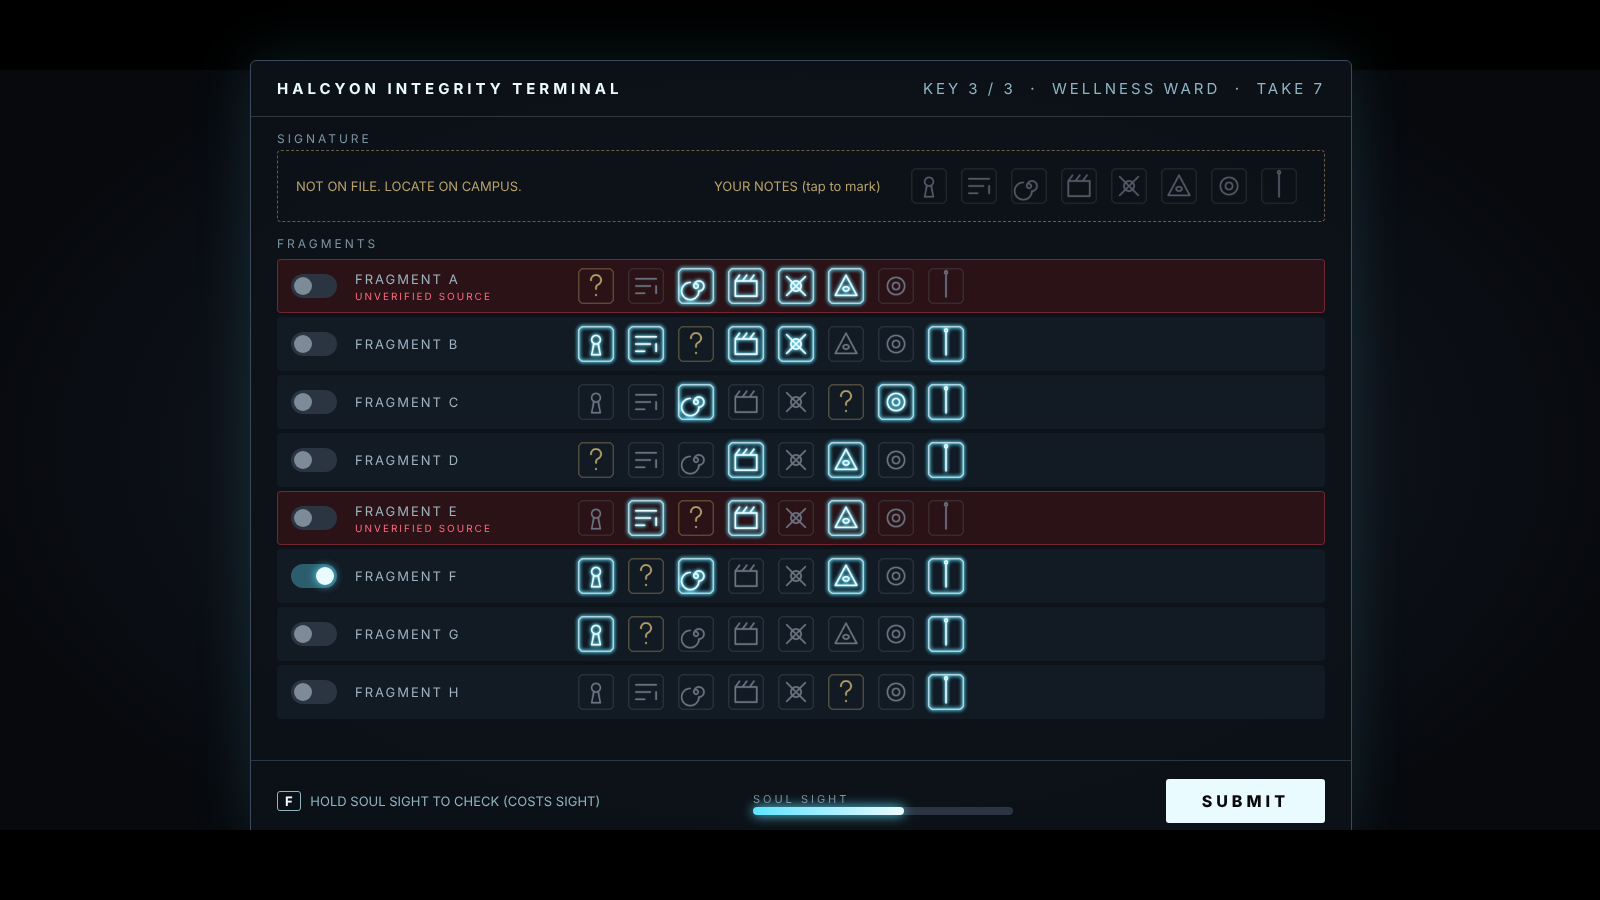 HALCYON INTEGRITY TERMINAL
KEY 3 / 3 · WELLNESS WARD · TAKE 7
SIGNATURE
NOT ON FILE. LOCATE ON CAMPUS.
YOUR NOTES (tap to mark)
FRAGMENTS
FRAGMENT A
UNVERIFIED SOURCE
?
FRAGMENT B
?
FRAGMENT C
?
FRAGMENT D
?
FRAGMENT E
UNVERIFIED SOURCE
?
FRAGMENT F
?
FRAGMENT G
?
FRAGMENT H
?
F HOLD SOUL SIGHT TO CHECK (COSTS SIGHT)
SOUL SIGHT
SUBMIT